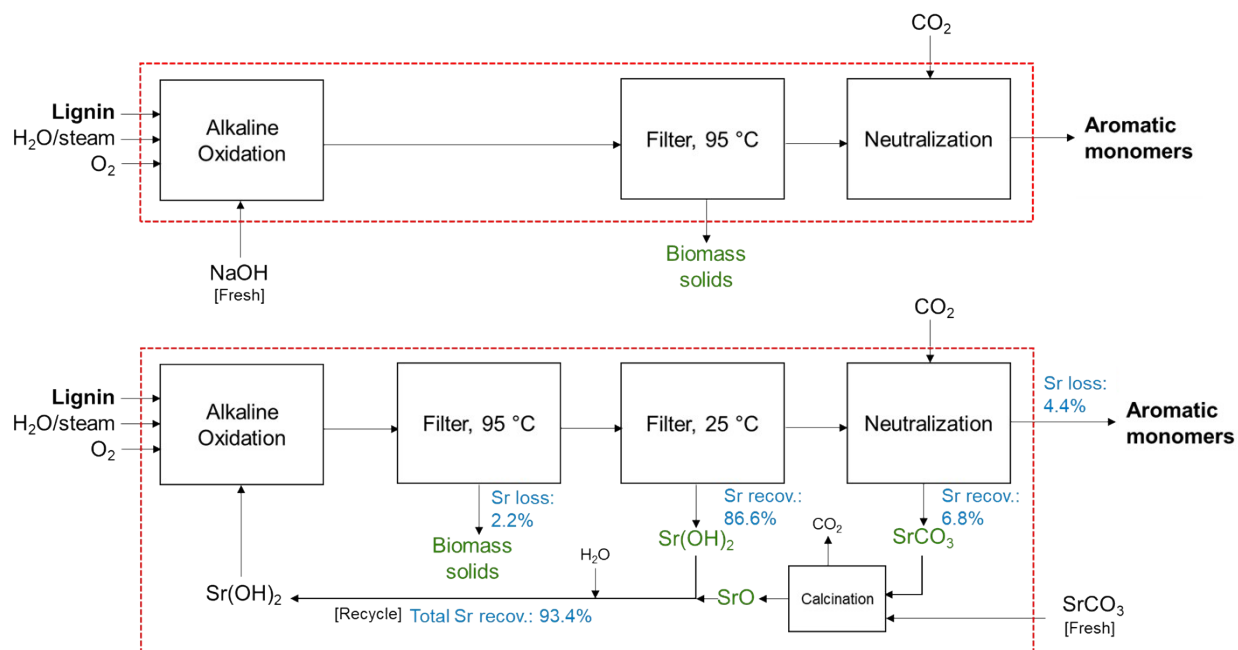 CO₂
Lignin
H₂O/steam
O₂
Alkaline
Oxidation
Filter, 95 °C
Neutralization
Aromatic
monomers
NaOH
[Fresh]
Biomass
solids
CO₂
Lignin
H₂O/steam
O₂
Alkaline
Oxidation
Filter, 95 °C
Filter, 25 °C
Neutralization
Sr loss:
4.4%
Aromatic
monomers
Sr loss:
2.2%
Biomass
solids
Sr recov.:
86.6%
Sr(OH)₂
Sr recov.:
6.8%
SrCO₃
CO₂
H₂O
Sr(OH)₂
[Recycle] Total Sr recov.: 93.4%
SrO
Calcination
SrCO₃
[Fresh]